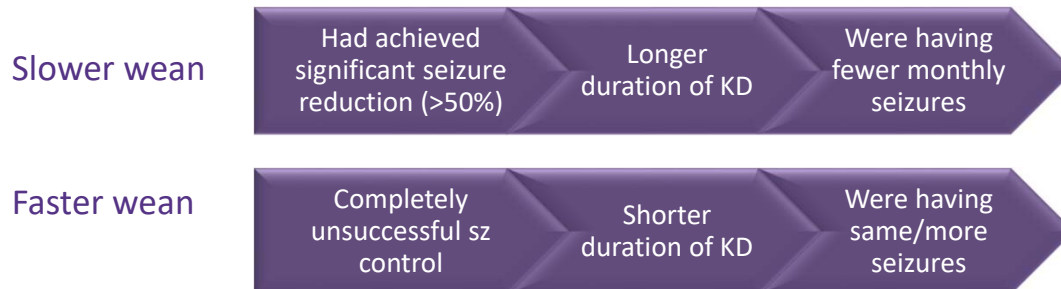 Slower wean
Had achieved
significant seizure
reduction (>50%)
Longer
duration of KD
Were having
fewer monthly
seizures
Faster wean
Completely
unsuccessful sz
control
Shorter
duration of KD
Were having
same/more
seizures